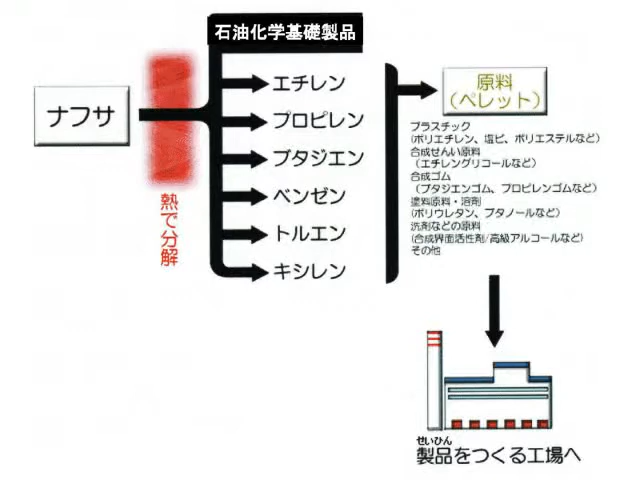 石油化学基礎製品
ナフサ
熱で分解
エチレン
プロピレン
ブタジエン
ベンゼン
トルエン
キシレン
原料
（ペレット）
プラスチック
(ポリエチレン、塩ビ、ポリエステルなど)
合成せんい原料
（エチレングリコールなど）
合成ゴム
（ブタジエンゴム、プロピレンゴムなど）
塗料原料・溶剤
(ポリウレタン、ブタノールなど)
洗剤などの原料
(合成界面活性剤/高級アルコールなど)
その他
せいひん
製品をつくる工場へ